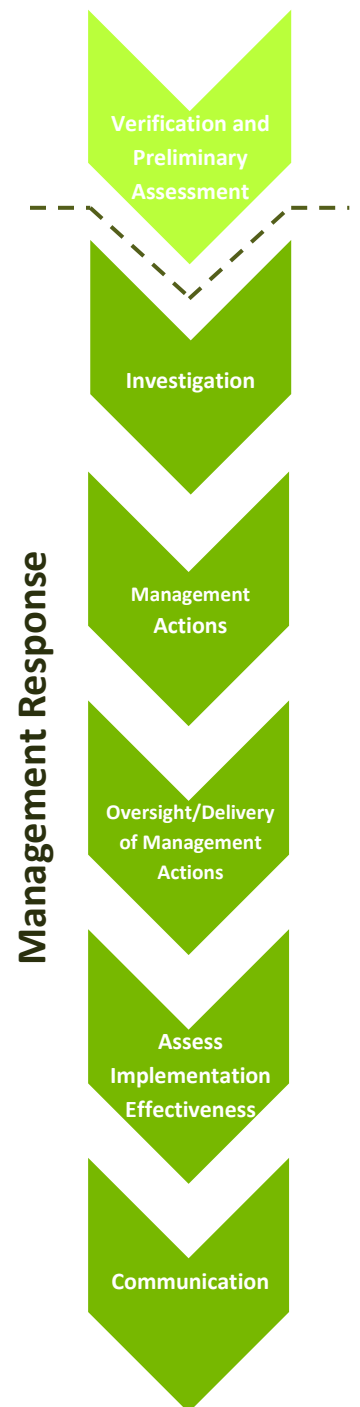 Verification and
Preliminary
Assessment
Investigation
Management Response
Management
Actions
Oversight/Delivery
of Management
Actions
Assess
Implementation
Effectiveness
Communication